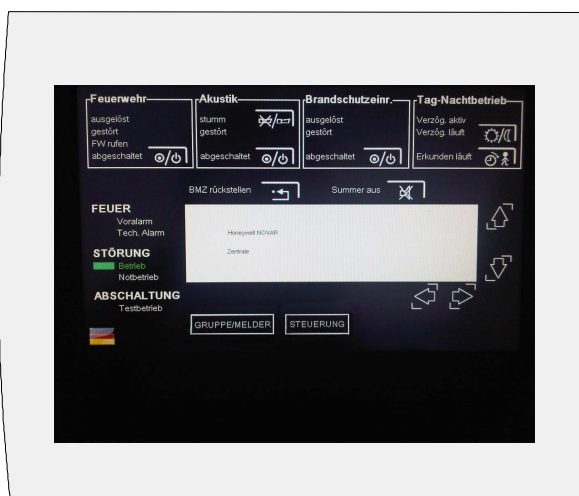 Feuerwehr
ausgelöst
gestört
FW rufen
abgeschaltet
Akustik
stumm
gestört
abgeschaltet
Brandschutzeinr.
ausgelöst
gestört
abgeschaltet
Tag-Nachtbetrieb
Verzög. aktiv
Verzög. läuft
Erkunden läuft
BMZ rückstellen
Summer aus
FEUER
Voralarm
Tech. Alarm
STÖRUNG
Betrieb
Notbetrieb
ABSCHALTUNG
Testbetrieb
Honeywell NOVAR
Zentrale
GRUPPE/MELDER
STEUERUNG